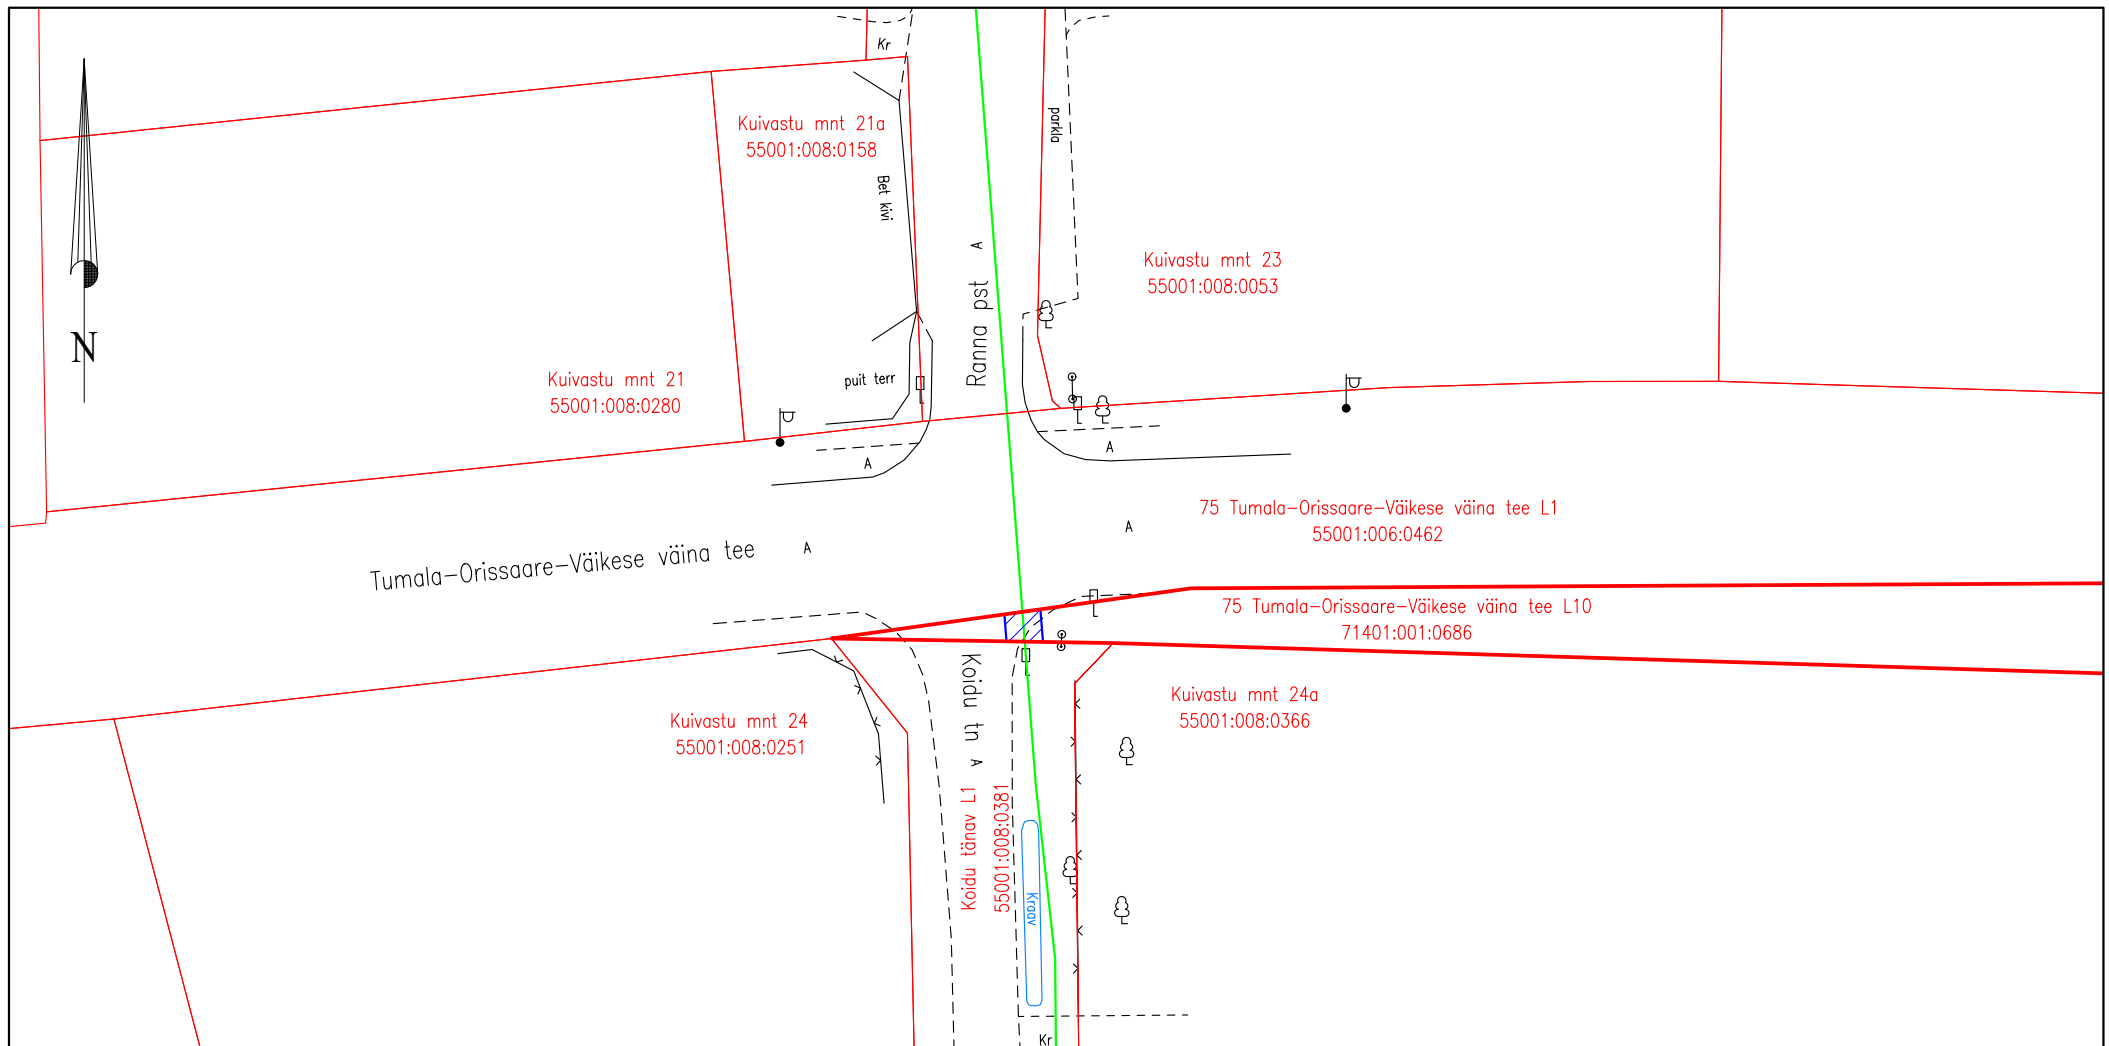 Kr
Kuivastu mnt 21a
55001:008:0158
parkla
Bet kivi
A
Ranna pst
Kuivastu mnt 23
55001:008:0053
N
Kuivastu mnt 21
55001:008:0280
puit terr
A
A
75 Tumala-Orissaare-Väikese väina tee L1
55001:006:0462
A
Tumala-Orissaare-Väikese väina tee
A
75 Tumala-Orissaare-Väikese väina tee L10
71401:001:0686
Koidu tn
A
Kuivastu mnt 24
55001:008:0251
Kuivastu mnt 24a
55001:008:0366
Koidu tänav L1
55001:008:0381
Kraav
Kr